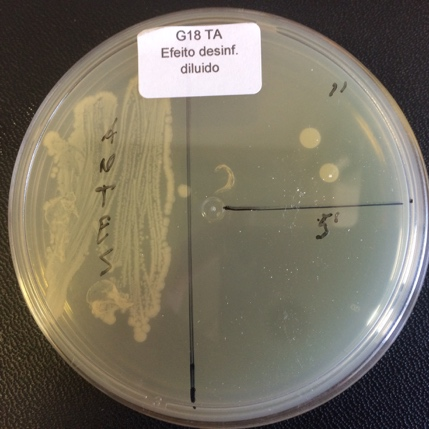 G18 TA
Efeito desinf.
diluido
ANTES
1'
5'